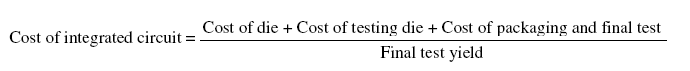 Cost of integrated circuit = Cost of die + Cost of testing die + Cost of packaging and final test
Final test yield